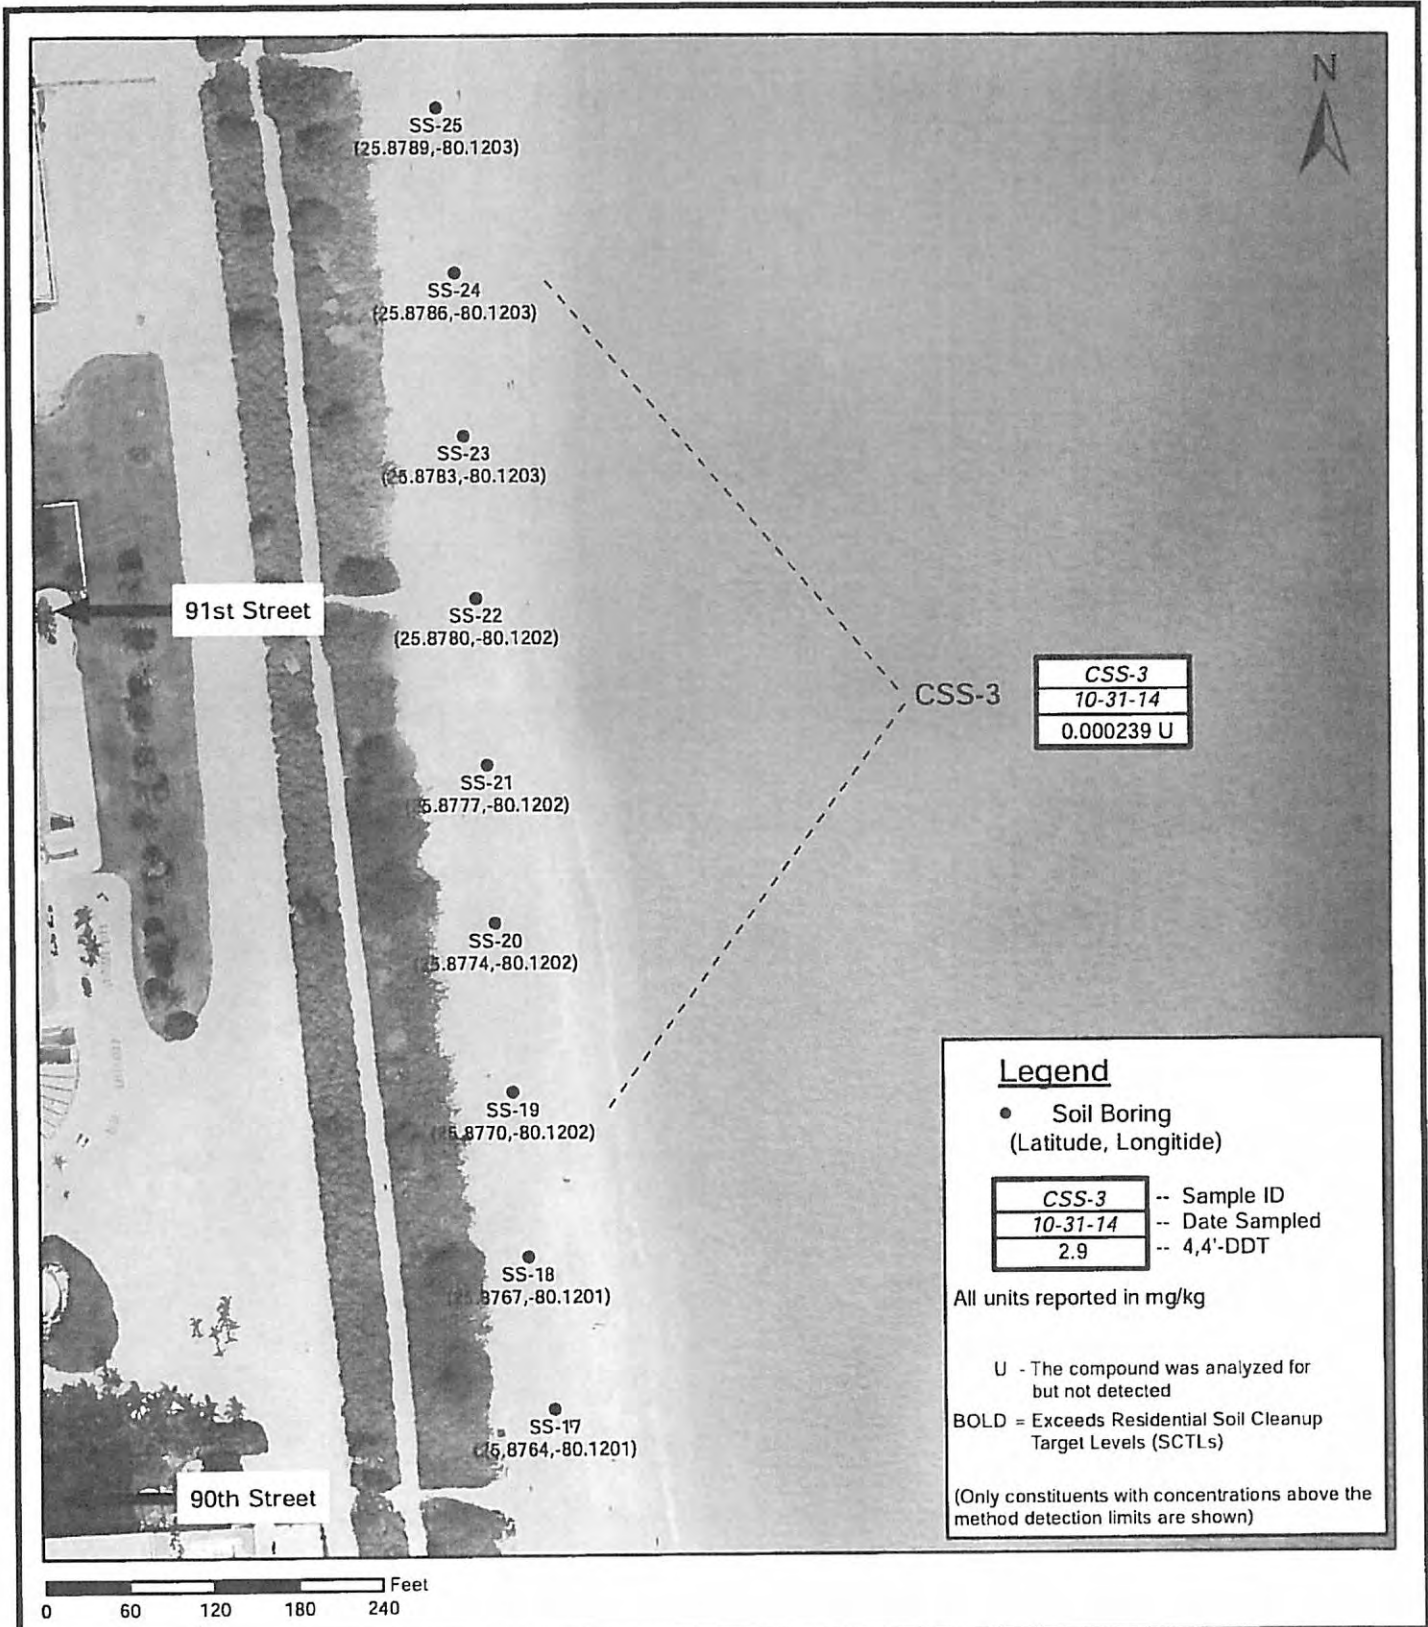 N
SS-25
(25.8789,-80.1203)
SS-24
(25.8786,-80.1203)
SS-23
(25.8783,-80.1203)
91st Street
SS-22
(25.8780,-80.1202)
CSS-3
CSS-3
10-31-14
0.000239 U
SS-21
(25.8777,-80.1202)
SS-20
(25.8774,-80.1202)
SS-19
(25.8770,-80.1202)
SS-18
(25.8767,-80.1201)
SS-17
(25.8764,-80.1201)
90th Street
Legend
Soil Boring
(Latitude, Longitide)
CSS-3 -- Sample ID
10-31-14 -- Date Sampled
2.9 -- 4,4'-DDT
All units reported in mg/kg
U - The compound was analyzed for
but not detected
BOLD = Exceeds Residential Soil Cleanup
Target Levels (SCTLs)
(Only constituents with concentrations above the
method detection limits are shown)
Feet
0 60 120 180 240